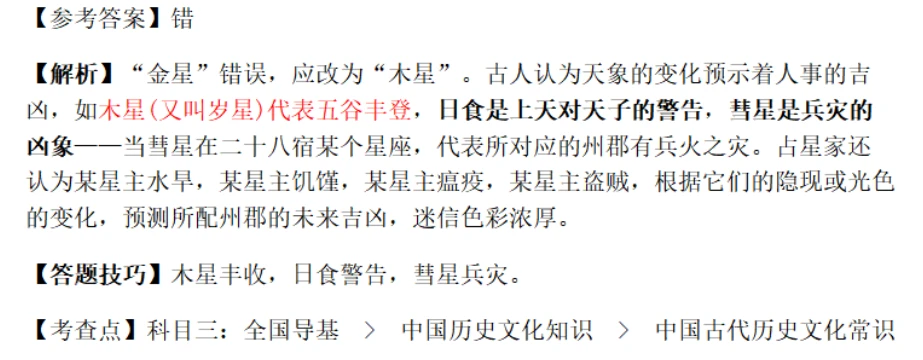 【参考答案】错
【解析】“金星”错误，应改为“木星”。古人认为天象的变化预示着人事的吉
凶，如木星(又叫岁星)代表五谷丰登，日食是上天对天子的警告，彗星是兵灾的
凶象——当彗星在二十八宿某个星座，代表所对应的州郡有兵火之灾。占星家还
认为某星主水旱，某星主饥馑，某星主瘟疫，某星主盗贼，根据它们的隐现或光色
的变化，预测所配州郡的未来吉凶，迷信色彩浓厚。
【答题技巧】木星丰收，日食警告，彗星兵灾。
【考查点】科目三：全国导基 > 中国历史文化知识 > 中国古代历史文化常识